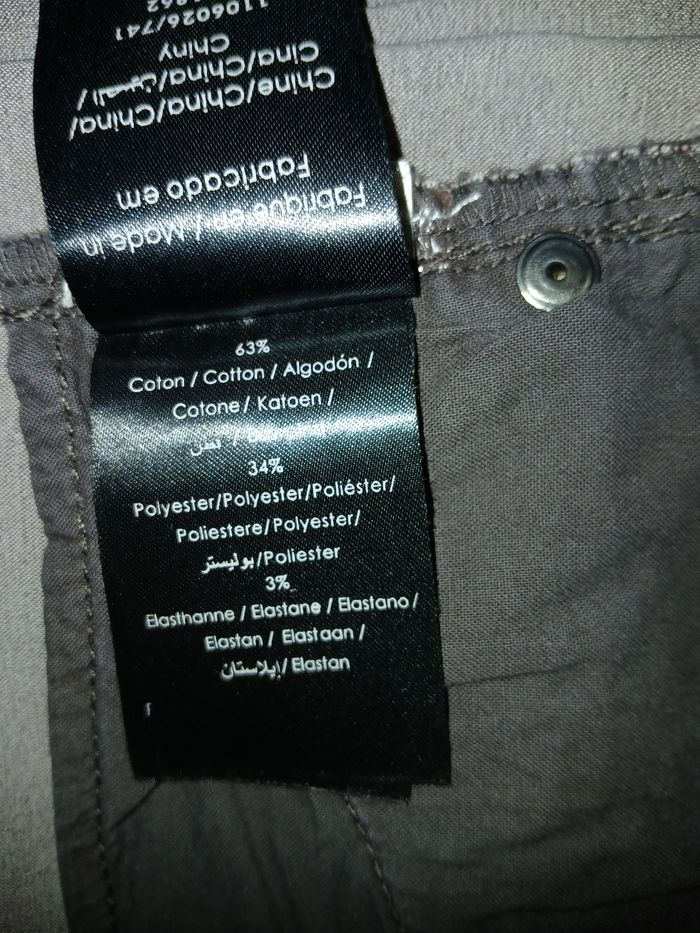 Fabriqué en / Made in
Fabricado em
Chine/China/China/
Cina/China/الصين/
Chiny
1106026/741
63%
Coton / Cotton / Algodón /
Cotone / Katoen /
قطن /
34%
Polyester/Polyester/Poliéster/
Poliestere/Polyester/
بوليستر/Poliester
3%
Elasthanne / Elastane / Elastano /
Elastan / Elastaan /
إيلاستان/ Elastan